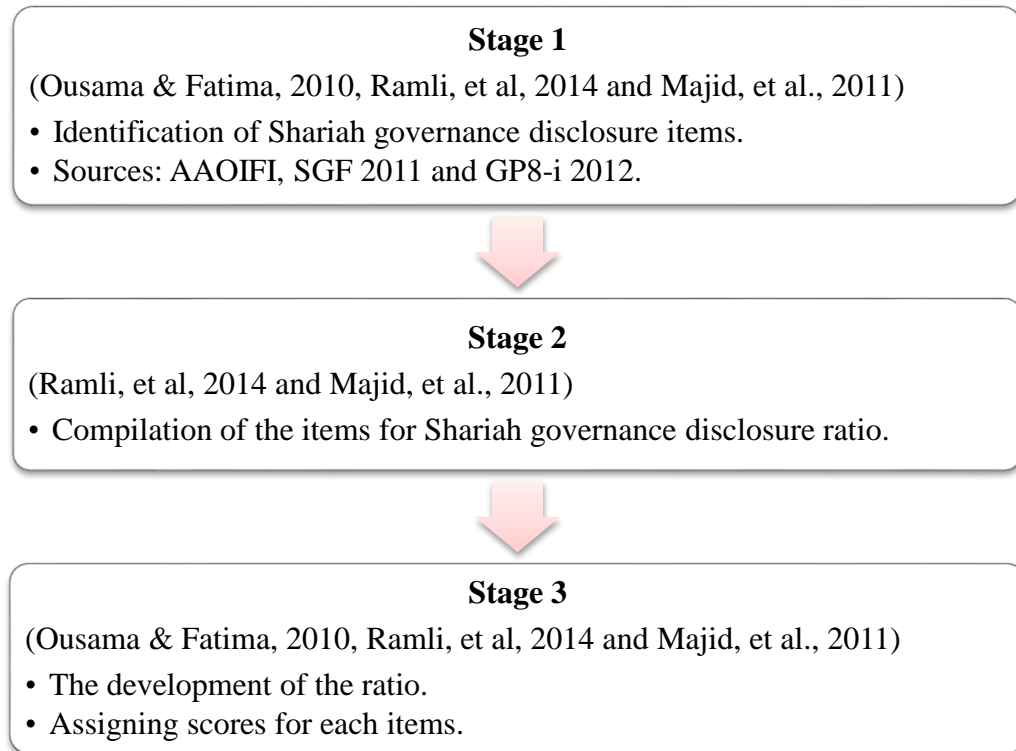 Stage 1
(Ousama & Fatima, 2010, Ramli, et al, 2014 and Majid, et al., 2011)
• Identification of Shariah governance disclosure items.
• Sources: AAOIFI, SGF 2011 and GP8-i 2012.
Stage 2
(Ramli, et al, 2014 and Majid, et al., 2011)
• Compilation of the items for Shariah governance disclosure ratio.
Stage 3
(Ousama & Fatima, 2010, Ramli, et al, 2014 and Majid, et al., 2011)
• The development of the ratio.
• Assigning scores for each items.